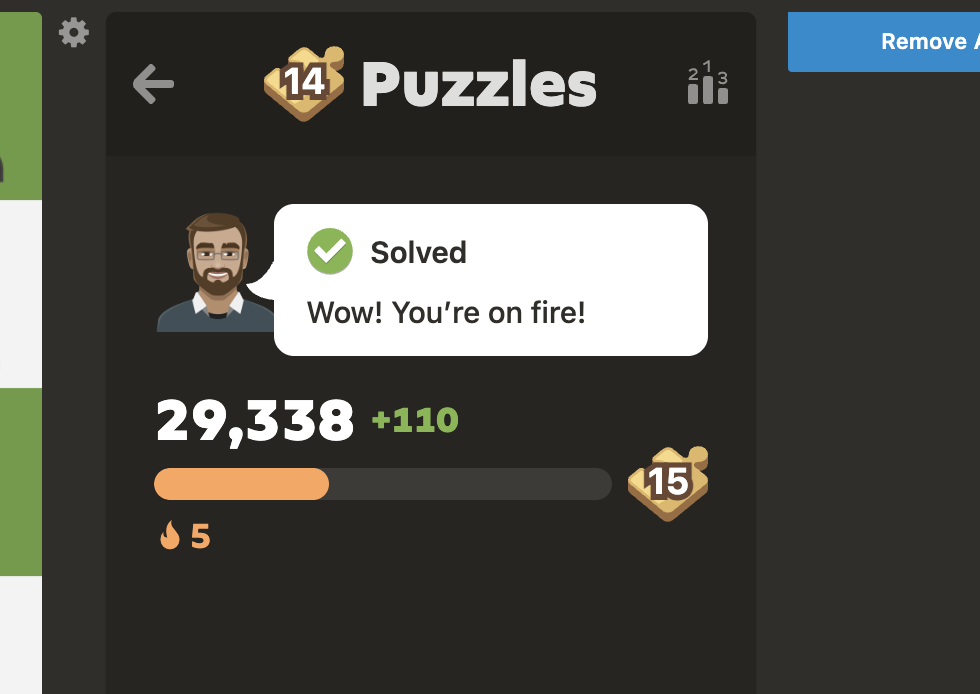 14 Puzzles
2 1 3
Remove
Solved
Wow! You’re on fire!
29,338 +110
15
5